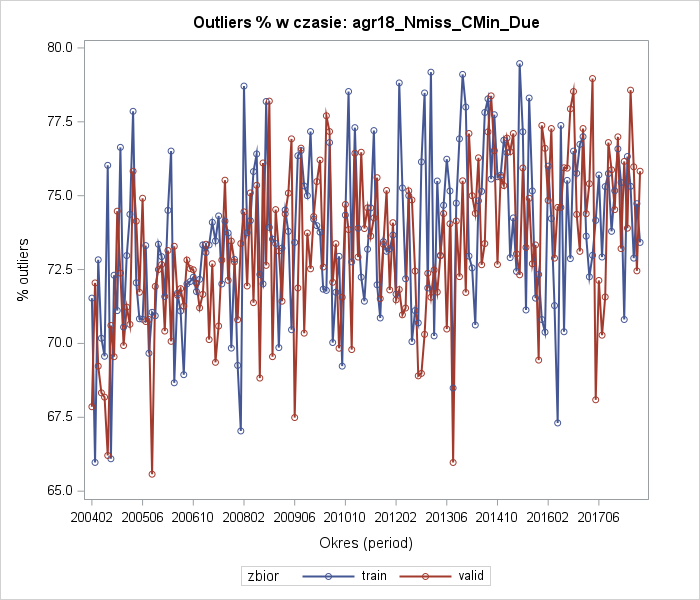 Outliers % w czasie: agr18_Nmiss_CMin_Due
80.0
77.5
75.0
72.5
70.0
67.5
65.0
% outliers
200402 200506 200610 200802 200906 201010 201202 201306 201410 201602 201706
Okres (period)
zbior train valid